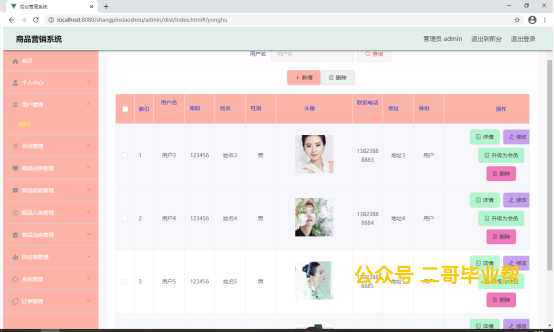 后台管理系统
localhost:8080/shangpinxiaoshou/admin/dist/index.html#/yonghu
商品营销系统
管理员 admin 退出到前台 退出登录
首页
个人中心
用户管理
用户
会员管理
商品分类管理
商品信息管理
商品入库管理
商品出库管理
供应商管理
系统管理
订单管理
用户名 用户名 查询
+ 新增 删除
索引 用户名 密码 姓名 性别 头像 联系电话 地址 身份 操作
1 用户3 123456 姓名3 男 13823888883 地址3 用户 详情 修改
升级为会员
删除
2 用户4 123456 姓名4 男 13823888884 地址4 用户 详情 修改
升级为会员
删除
3 用户5 123456 姓名5 男 详情 修改
删除
公众号 二哥毕业帮
详情 修改